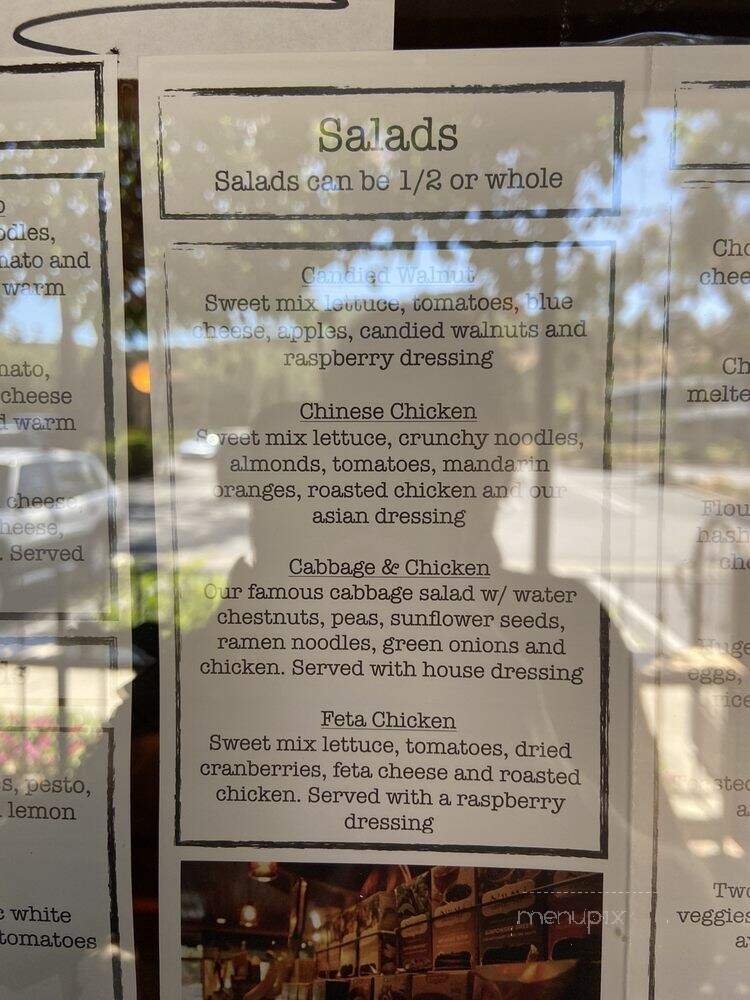 Salads
Salads can be 1/2 or whole
Candied Walnut
Sweet mix lettuce, tomatoes, blue
cheese, apples, candied walnuts and
raspberry dressing
Chinese Chicken
Sweet mix lettuce, crunchy noodles,
almonds, tomatoes, mandarin
oranges, roasted chicken and our
asian dressing
Cabbage & Chicken
Our famous cabbage salad w/ water
chestnuts, peas, sunflower seeds,
ramen noodles, green onions and
chicken. Served with house dressing
Feta Chicken
Sweet mix lettuce, tomatoes, dried
cranberries, feta cheese and roasted
chicken. Served with a raspberry
dressing
and
warm
cheese
warm
cheese,
. Served
pesto,
lemon
white
tomatoes
eggs,
Two
veggies
menupix